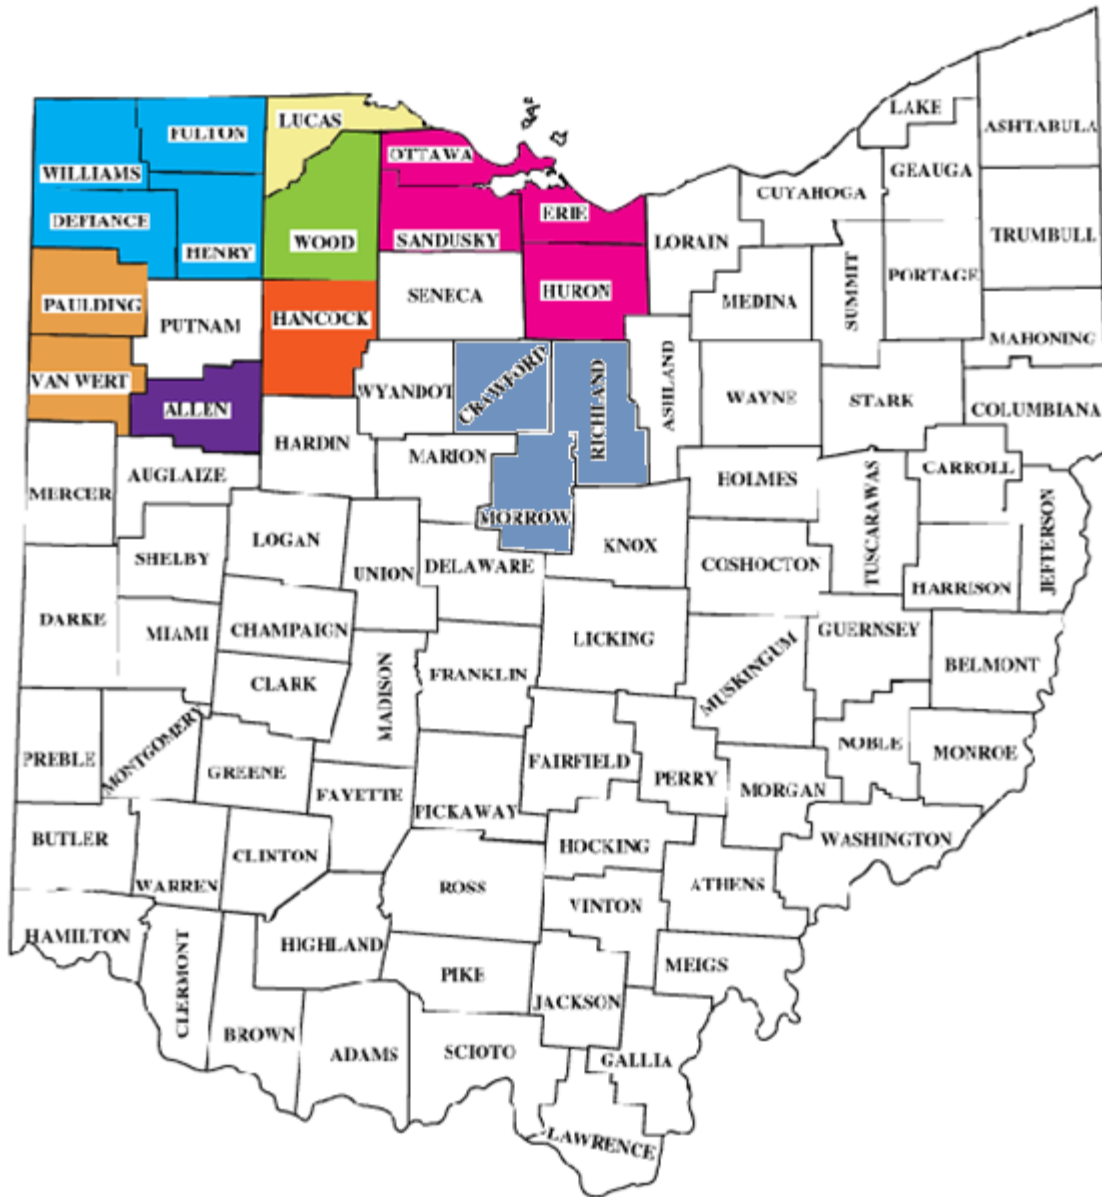 LAKE
ASHTABULA
LUCAS
FULTON
OTTAWA
GEAUGA
WILLIAMS
CUYAHOGA
DEFIANCE
ERIE
TRUMBULL
WOOD
SANDUSKY
LORAIN
HENRY
PORTAGE
SENECA
HURON
MEDINA
SUMMIT
PAULDING
HANCOCK
PUTNAM
MAHONING
VAN WERT
WYANDOT
CRAWFORD
RICHLAND
ASHLAND
WAYNE
STARK
COLUMBIANA
ALLEN
HARDIN
MARION
CARROLL
AUGLAIZE
HOLMES
MERCER
MORROW
TUSCARAWAS
JEFFERSON
LOGAN
KNOX
SHELBY
UNION
DELAWARE
COSHOCTON
HARRISON
DARKE
MIAMI
CHAMPAIGN
LICKING
GUERNSEY
BELMONT
CLARK
MADISON
FRANKLIN
MUSKINGUM
MONTGOMERY
PREBLE
GREENE
FAIRFIELD
PERRY
NOBLE
MONROE
FAYETTE
MORGAN
PICKAWAY
BUTLER
WASHINGTON
CLINTON
HOCKING
WARREN
ROSS
ATHENS
VINTON
HAMILTON
CLERMONT
HIGHLAND
PIKE
MEIGS
JACKSON
BROWN
ADAMS
SCIOTO
GALLIA
LAWRENCE